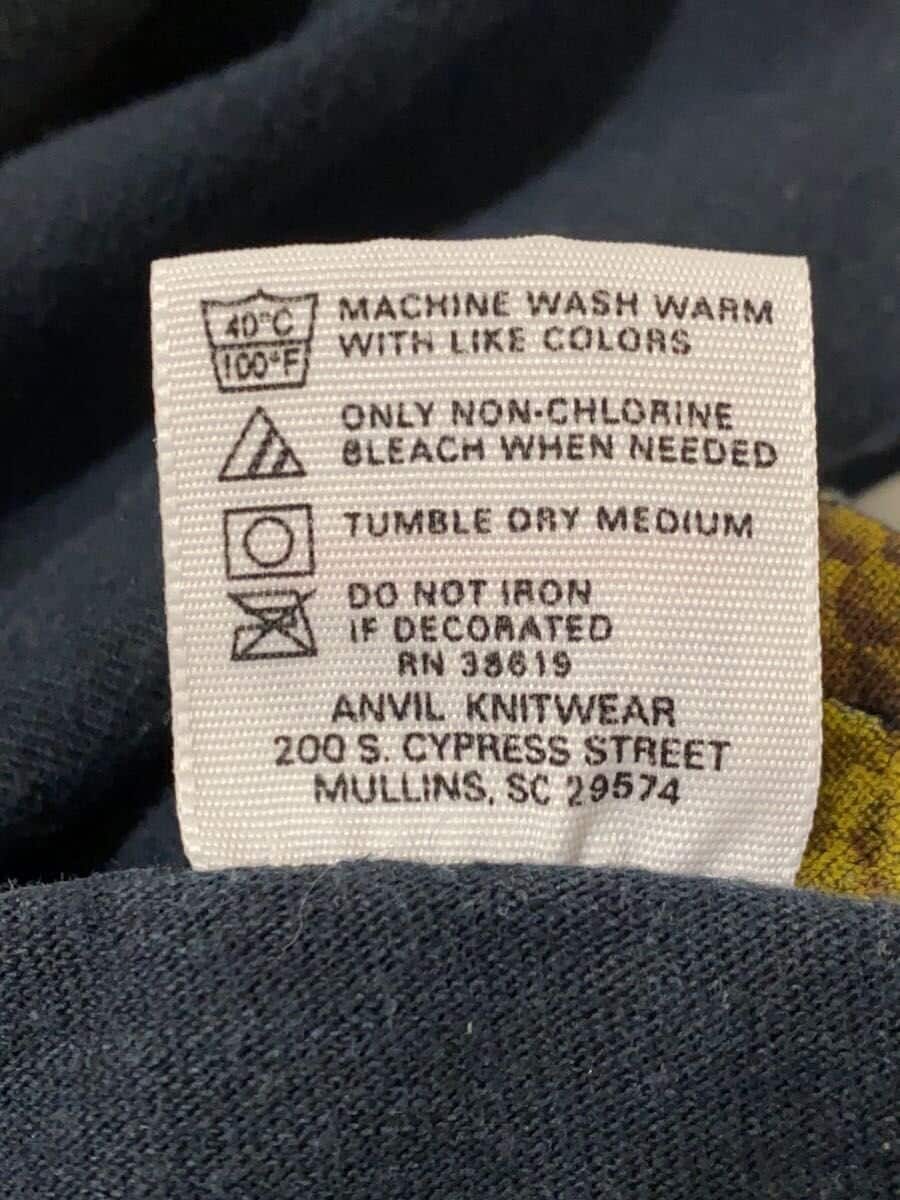 40°C
100°F
MACHINE WASH WARM
WITH LIKE COLORS
ONLY NON-CHLORINE
BLEACH WHEN NEEDED
TUMBLE DRY MEDIUM
DO NOT IRON
IF DECORATED
RN 38619
ANVIL KNITWEAR
200 S. CYPRESS STREET
MULLINS, SC 29574